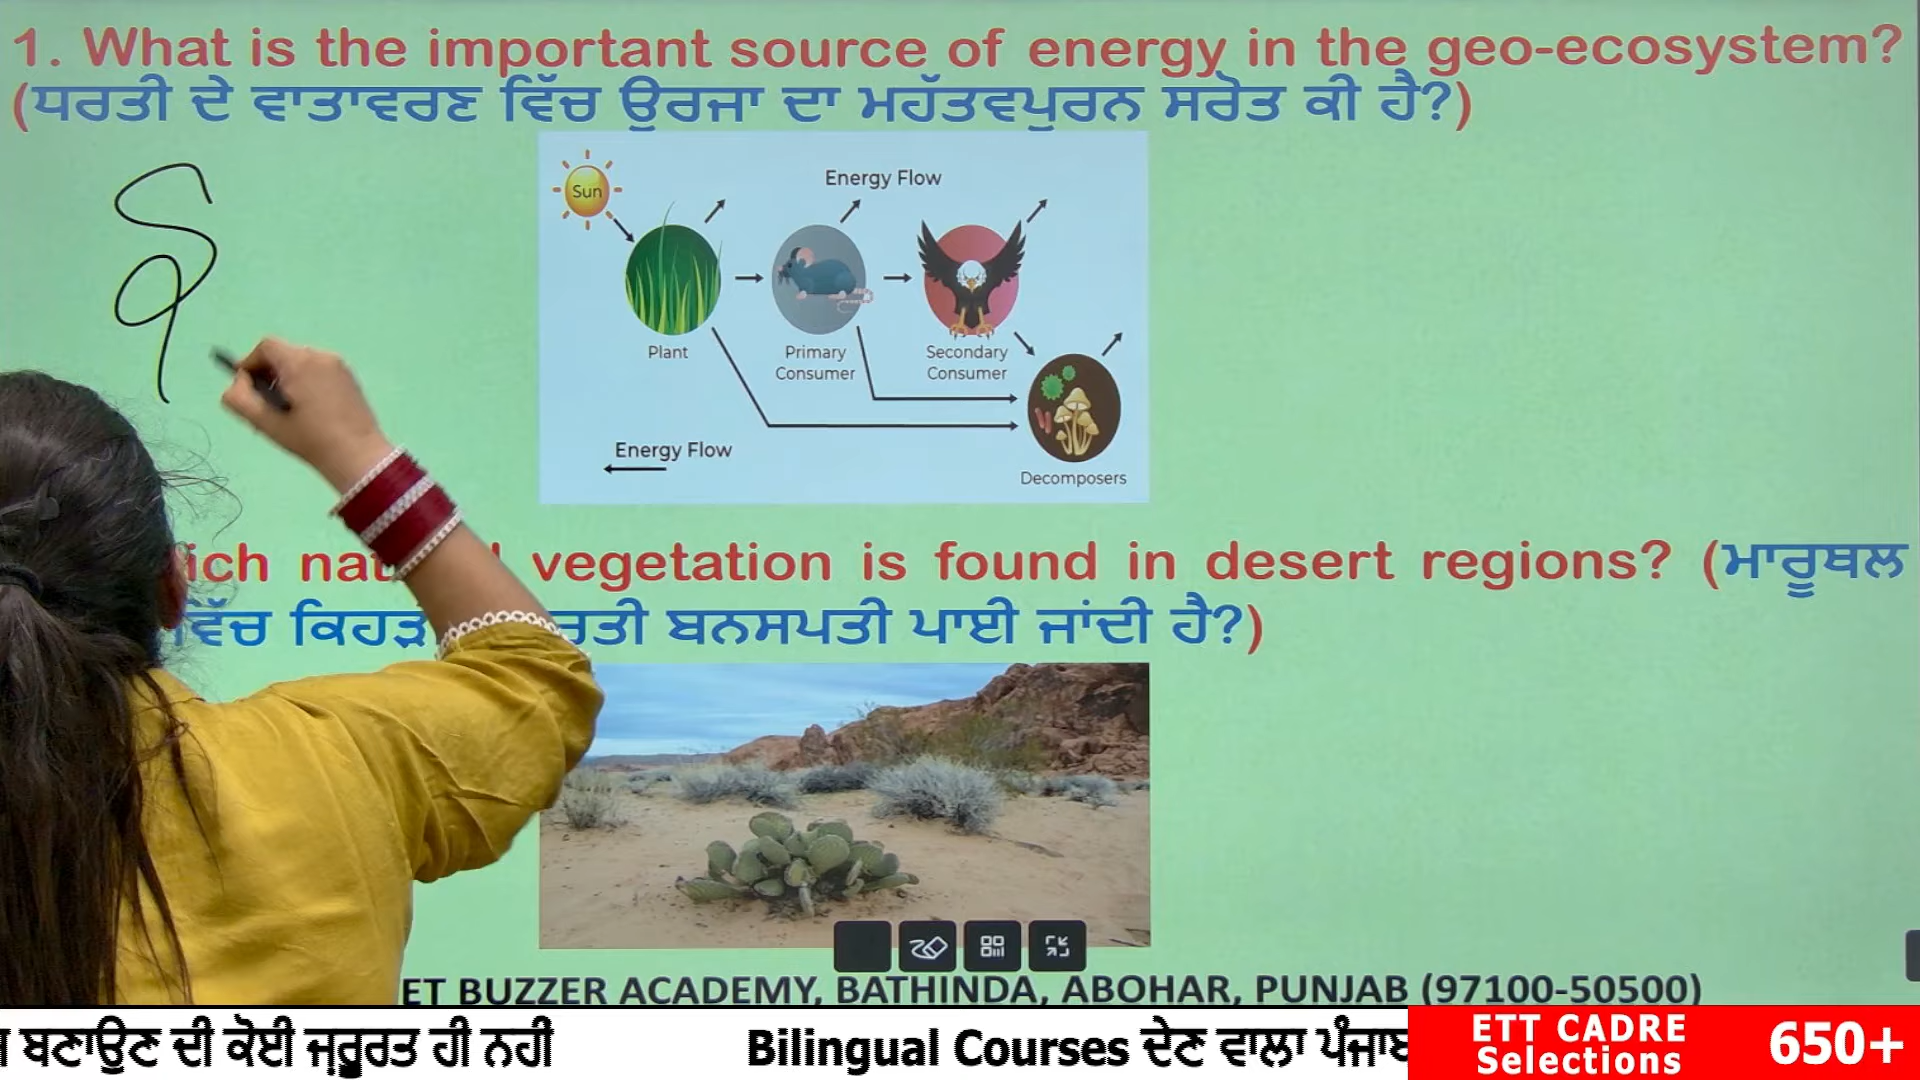 1. What is the important source of energy in the geo-ecosystem?
(ਧਰਤੀ ਦੇ ਵਾਤਾਵਰਣ ਵਿੱਚ ਉਰਜਾ ਦਾ ਮਹੱਤਵਪੁਰਨ ਸਰੋਤ ਕੀ ਹੈ?)
Sun
Energy Flow
Plant
Primary
Consumer
Secondary
Consumer
Energy Flow
Decomposers
vegetation is found in desert regions? (ਮਾਰੂਥਲ
ਵਿੱਚ ਬਨਸਪਤੀ ਪਾਈ ਜਾਂਦੀ ਹੈ?)
ET BUZZER ACADEMY, BATHINDA, ABOHAR, PUNJAB (97100-50500)
ਬਣਾਉਣ ਦੀ ਕੋਈ ਜ਼ਰੂਰਤ ਹੀ ਨਹੀ
Bilingual Courses ਦੇਣ ਵਾਲਾ
ETT CADRE
Selections
650+